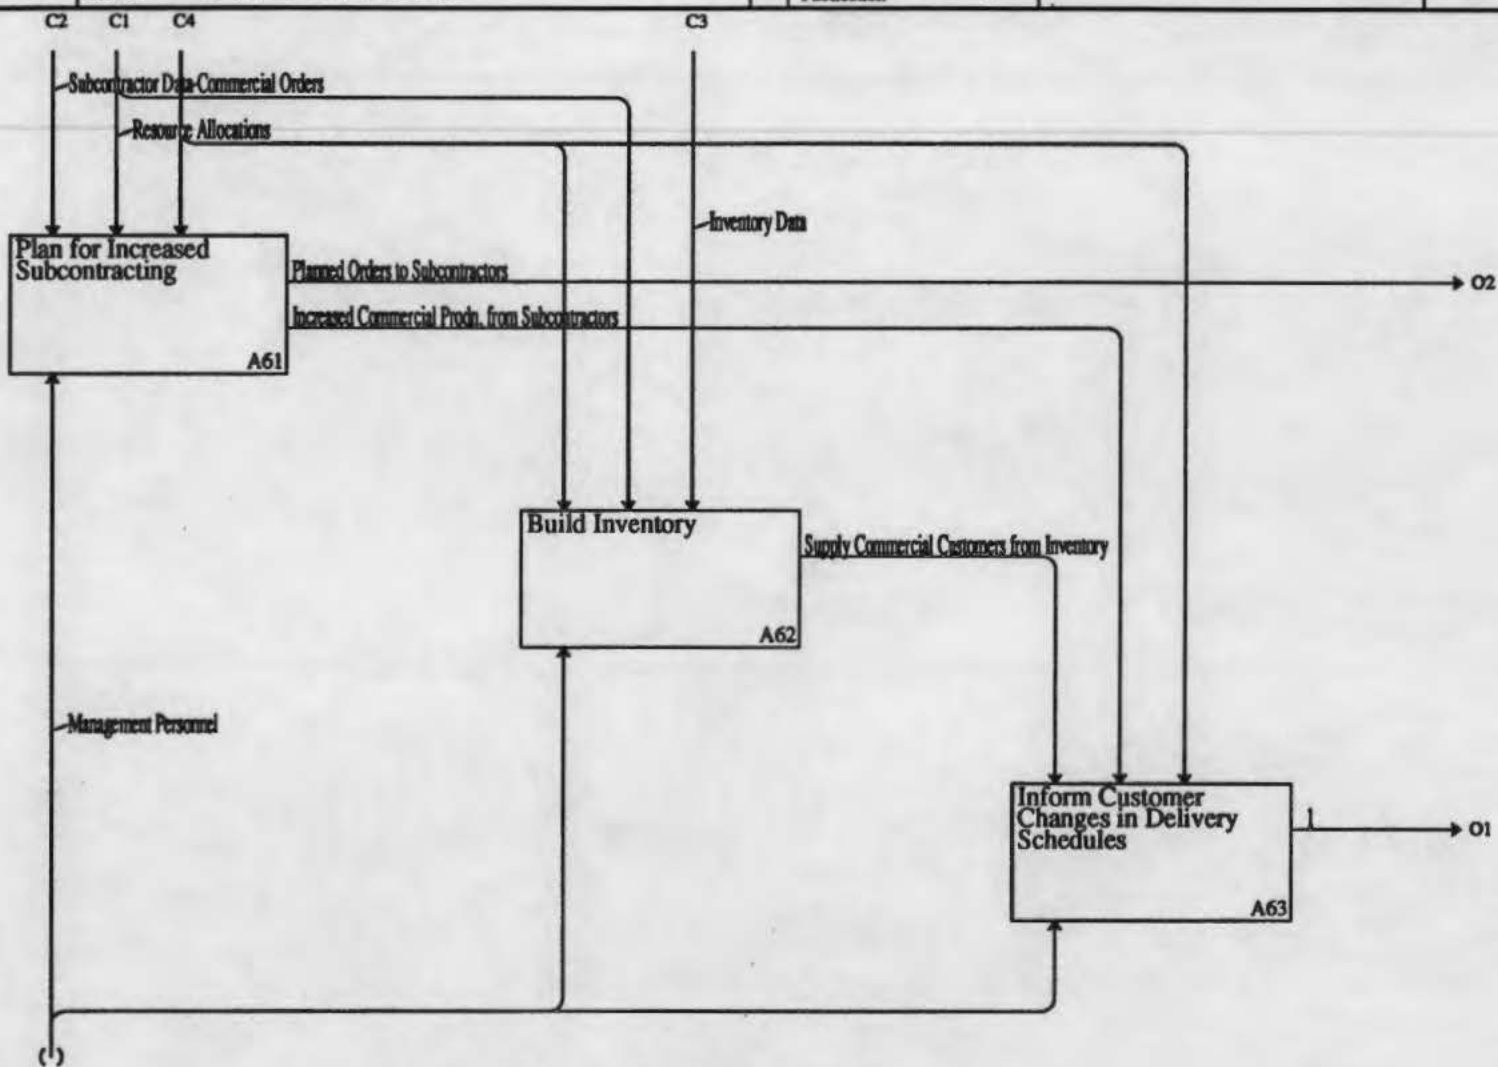 C2 C1 C4 C3
Subcontractor Data-Commercial Orders
Resource Allocations
Inventory Data
Plan for Increased
Subcontracting
A61
Planned Orders to Subcontractors
O2
Increased Commercial Prodn. from Subcontractors
Build Inventory
A62
Supply Commercial Customers from Inventory
Management Personnel
Inform Customer
Changes in Delivery
Schedules
A63
1
O1
( )